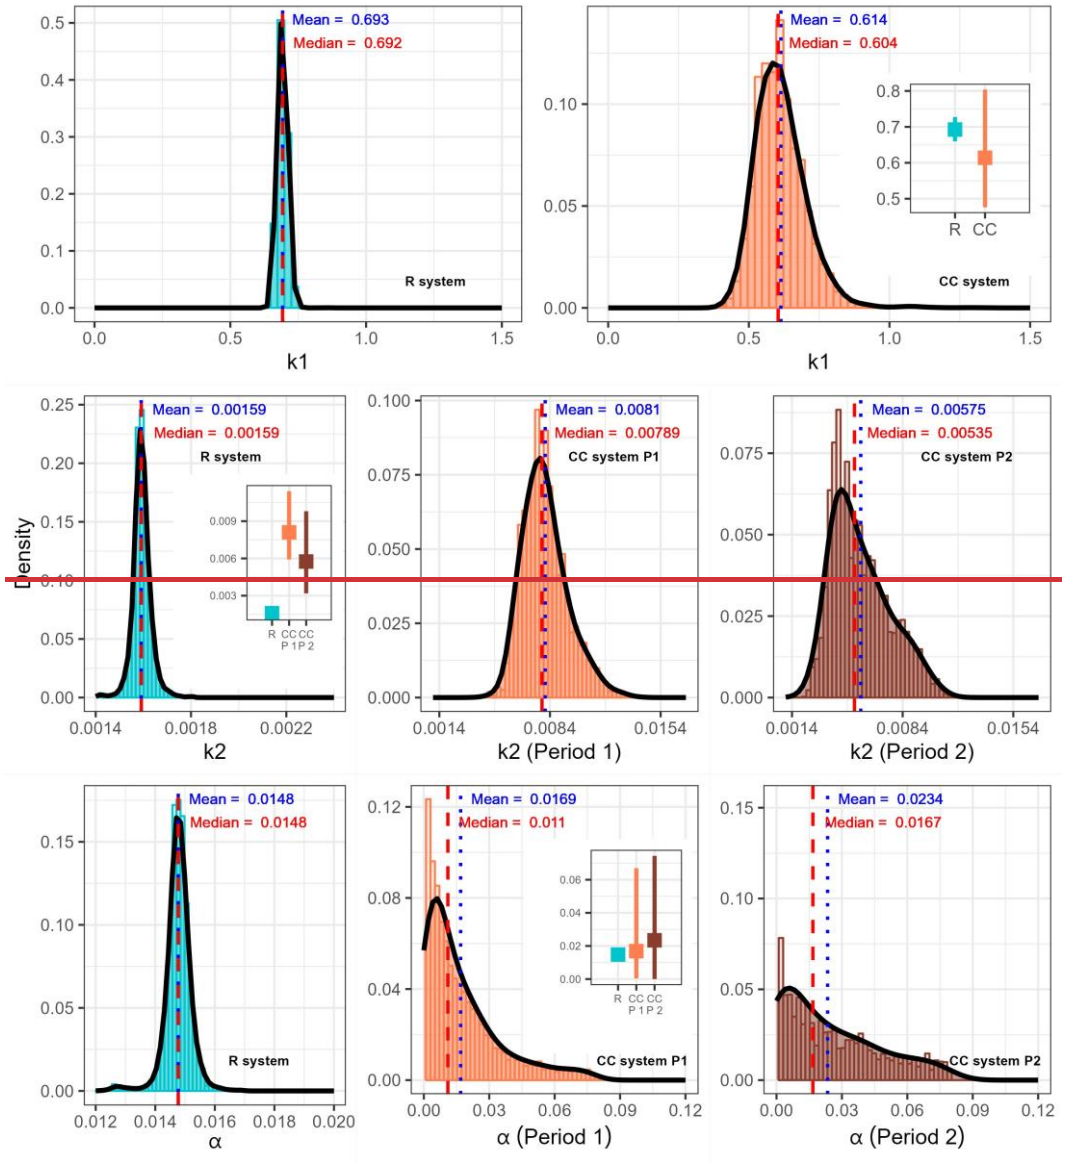 Mean = 0.693
Median = 0.692
0.5
0.4
0.3
0.2
0.1
0.0
R system
0.0 0.5 1.0 1.5
k1
Mean = 0.614
Median = 0.604
0.10
0.05
0.00
0.8
0.7
0.6
0.5
R CC
CC system
0.0 0.5 1.0 1.5
k1
Density
Mean = 0.00159
Median = 0.00159
R system
0.25
0.20
0.15
0.10
0.05
0.00
0.009
0.006
0.003
R CC CC
P 1 P 2
0.0014 0.0018 0.0022
k2
Mean = 0.0081
Median = 0.00789
CC system P1
0.100
0.075
0.050
0.025
0.000
0.0014 0.0084 0.0154
k2 (Period 1)
Mean = 0.00575
Median = 0.00535
CC system P2
0.075
0.050
0.025
0.000
0.0014 0.0084 0.0154
k2 (Period 2)
Mean = 0.0148
Median = 0.0148
0.15
0.10
0.05
0.00
R system
0.012 0.014 0.016 0.018 0.020
α
Mean = 0.0169
Median = 0.011
0.12
0.08
0.04
0.00
0.06
0.04
0.02
0.00
R CC CC
P 1 P 2
CC system P1
0.00 0.03 0.06 0.09 0.12
α (Period 1)
Mean = 0.0234
Median = 0.0167
0.15
0.10
0.05
0.00
CC system P2
0.00 0.03 0.06 0.09 0.12
α (Period 2)